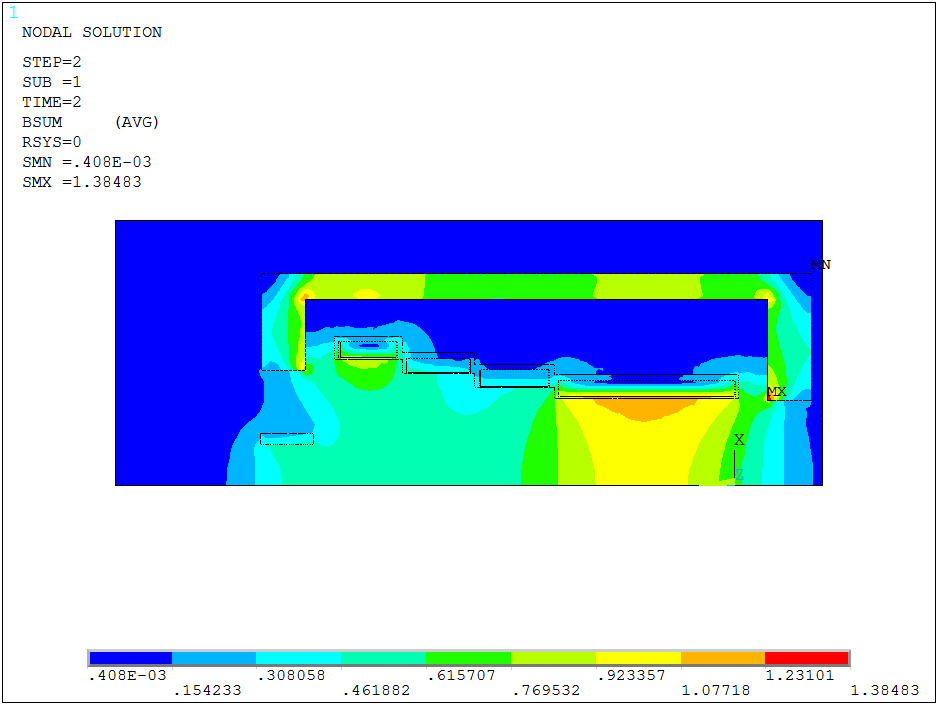 1
NODAL SOLUTION
STEP=2
SUB =1
TIME=2
BSUM (AVG)
RSYS=0
SMN =.408E-03
SMX =1.38483
MN
MX
X
.408E-03 .308058 .615707 .923357 1.23101
.154233 .461882 .769532 1.07718 1.38483